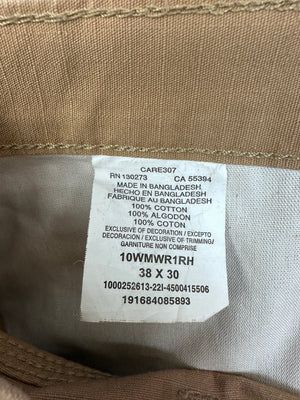 CARE307
RN 130273 CA 55394
MADE IN BANGLADESH
HECHO EN BANGLADESH
FABRIQUE AU BANGLADESH
100% COTTON
100% ALGODON
100% COTON
EXCLUSIVE OF DECORATION / EXCEPTO
DECORACION / EXCLUSIVE OF TRIMMING/
GARNITURE NON COMPRISE
10WMWR1RH
38 X 30
1000252613-22I-4500415506
191684085893